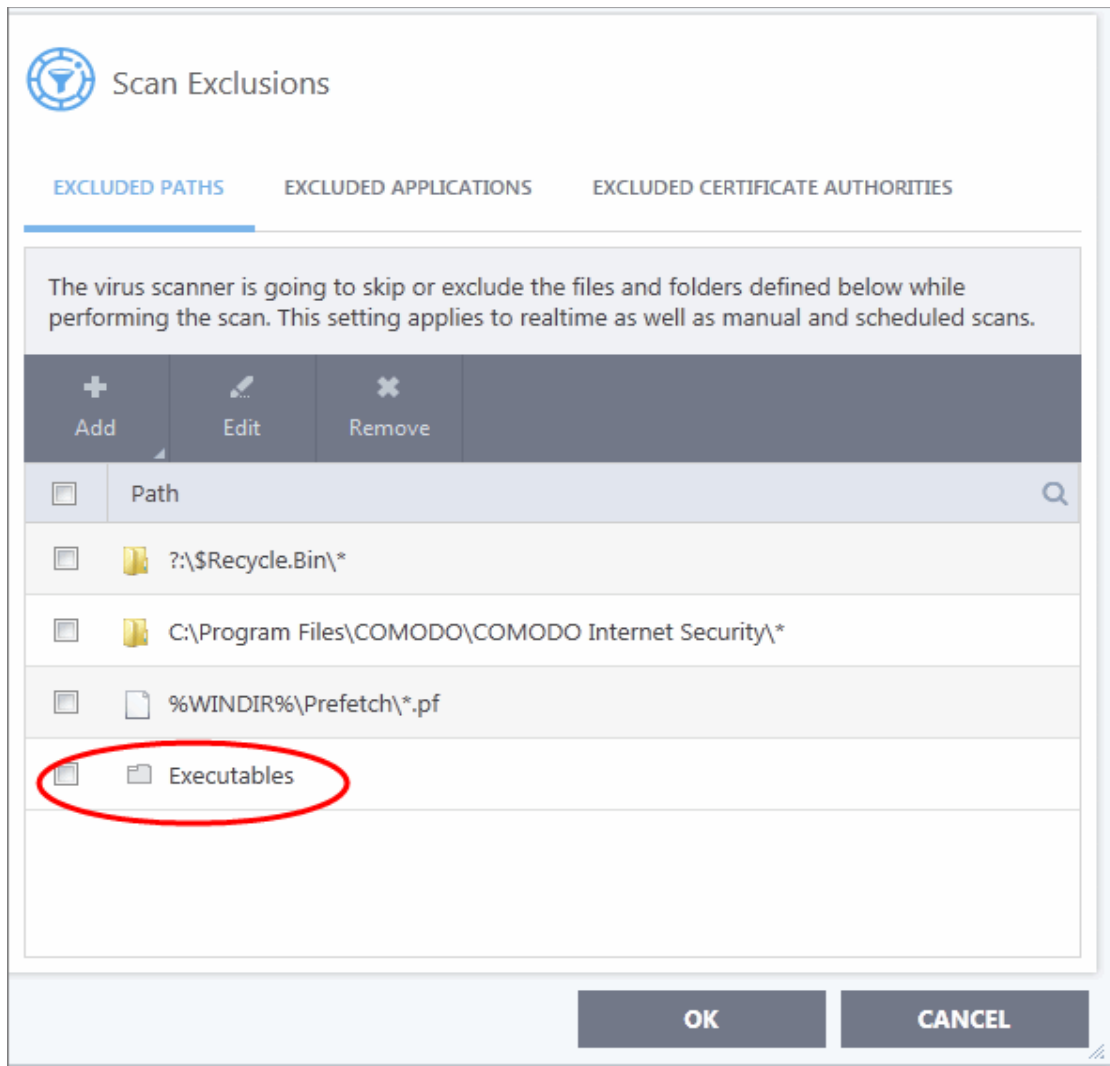 Scan Exclusions
EXCLUDED PATHS EXCLUDED APPLICATIONS EXCLUDED CERTIFICATE AUTHORITIES
The virus scanner is going to skip or exclude the files and folders defined below while
performing the scan. This setting applies to realtime as well as manual and scheduled scans.
Add Edit Remove
Path
?:\$Recycle.Bin\*
C:\Program Files\COMODO\COMODO Internet Security\*
%WINDIR%\Prefetch\*.pf
Executables
OK CANCEL